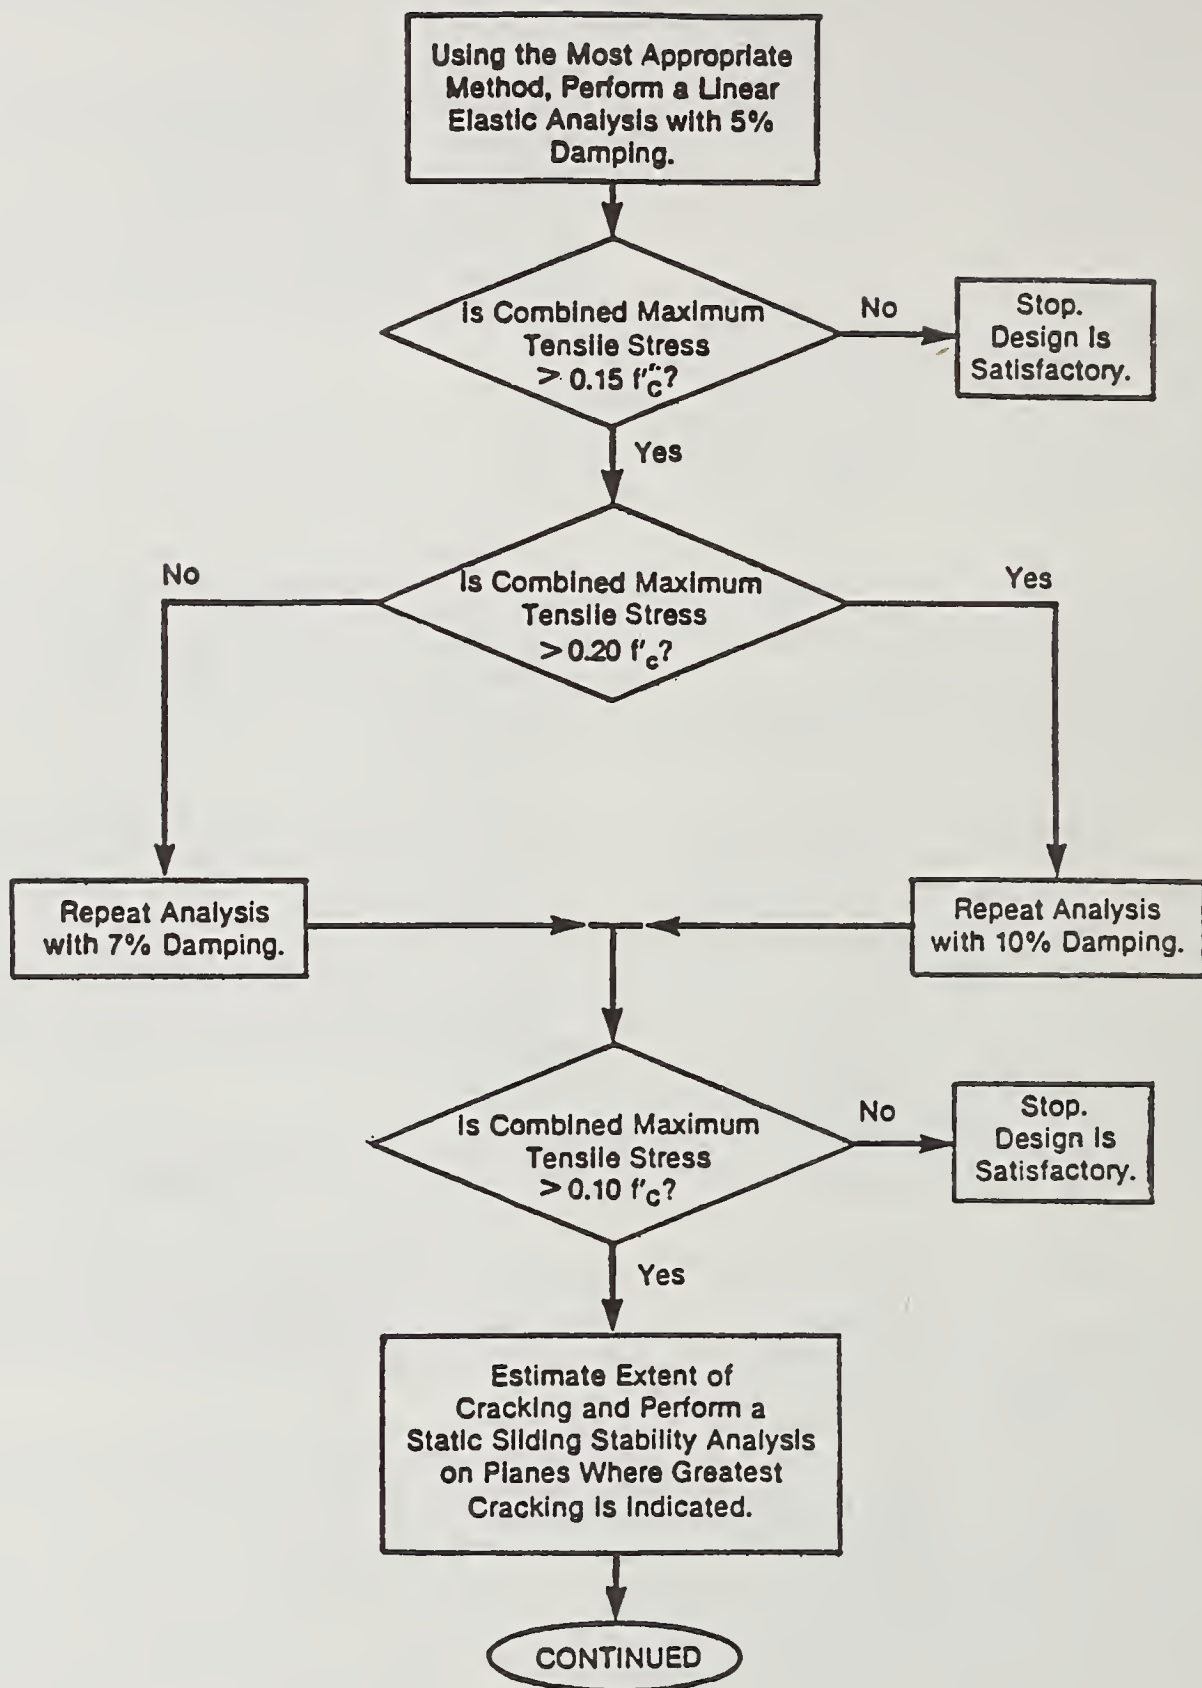 Using the Most Appropriate
Method, Perform a Linear
Elastic Analysis with 5%
Damping.
Is Combined Maximum
Tensile Stress
> 0.15 f'c?
No
Stop.
Design Is
Satisfactory.
Yes
Is Combined Maximum
Tensile Stress
> 0.20 f'c?
No
Yes
Repeat Analysis
with 7% Damping.
Repeat Analysis
with 10% Damping.
Is Combined Maximum
Tensile Stress
> 0.10 f'c?
No
Stop.
Design Is
Satisfactory.
Yes
Estimate Extent of
Cracking and Perform a
Static Sliding Stability Analysis
on Planes Where Greatest
Cracking Is Indicated.
CONTINUED